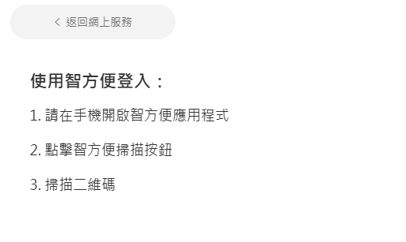 < 返回網上服務
使用智方便登入：
1. 請在手機開啟智方便應用程式
2. 點擊智方便掃描按鈕
3. 掃描二維碼